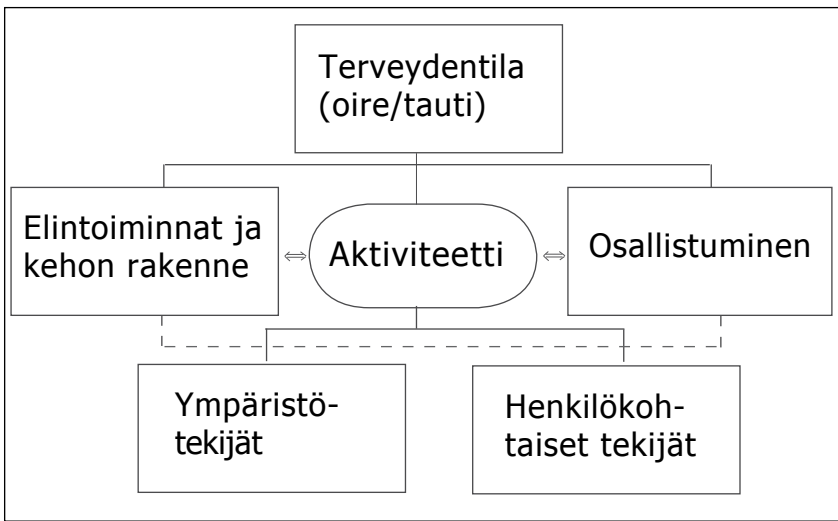 Terveydentila
(oire/tauti)
Elintoiminnat ja
kehon rakenne
Aktiviteetti
Osallistuminen
Ympäristö-
tekijät
Henkilökoh-
taiset tekijät